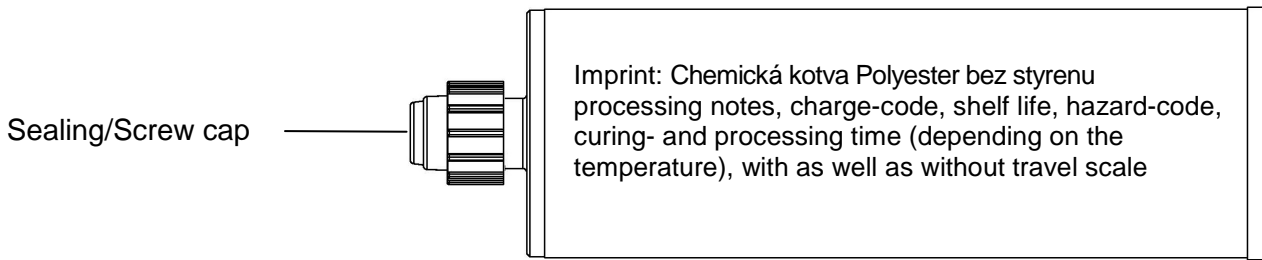 Sealing/Screw cap
Imprint: Chemická kotva Polyester bez styrenu
processing notes, charge-code, shelf life, hazard-code,
curing- and processing time (depending on the
temperature), with as well as without travel scale